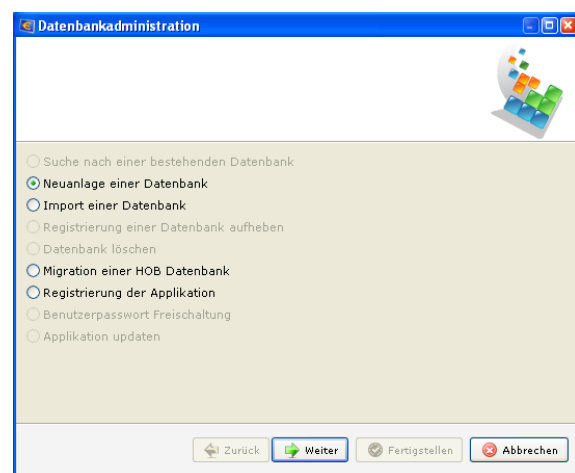 Datenbankadministration
Suche nach einer bestehenden Datenbank
Neuanlage einer Datenbank
Import einer Datenbank
Registrierung einer Datenbank aufheben
Datenbank löschen
Migration einer HOB Datenbank
Registrierung der Applikation
Benutzerpasswort Freischaltung
Applikation updaten
Zurück Weiter Fertigstellen Abbrechen